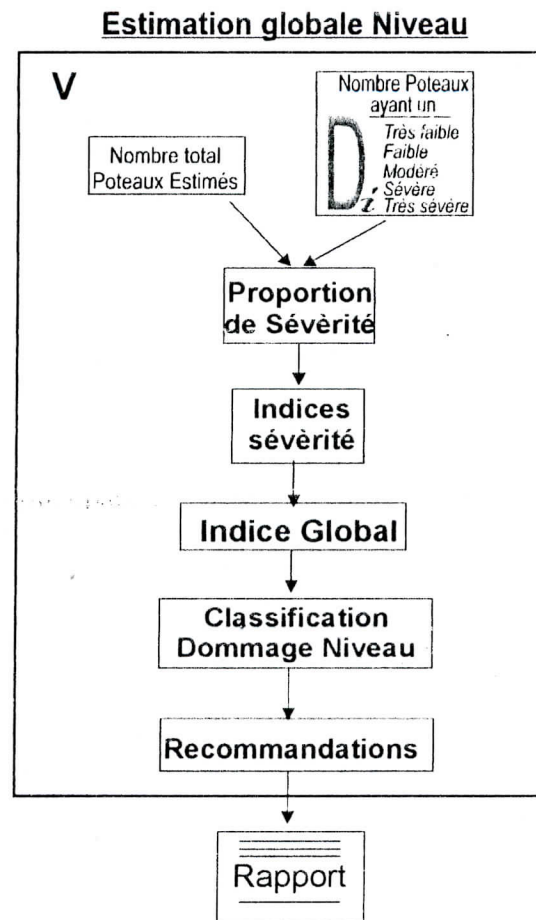 Estimation globale Niveau
V
Nombre Poteaux
ayant un
Di
Très faible
Faible
Modéré
Sévère
Très sévère
Nombre total
Poteaux Estimés
Proportion
de Sévèrité
Indices
sévèrité
Indice Global
Classification
Dommage Niveau
Recommandations
Rapport